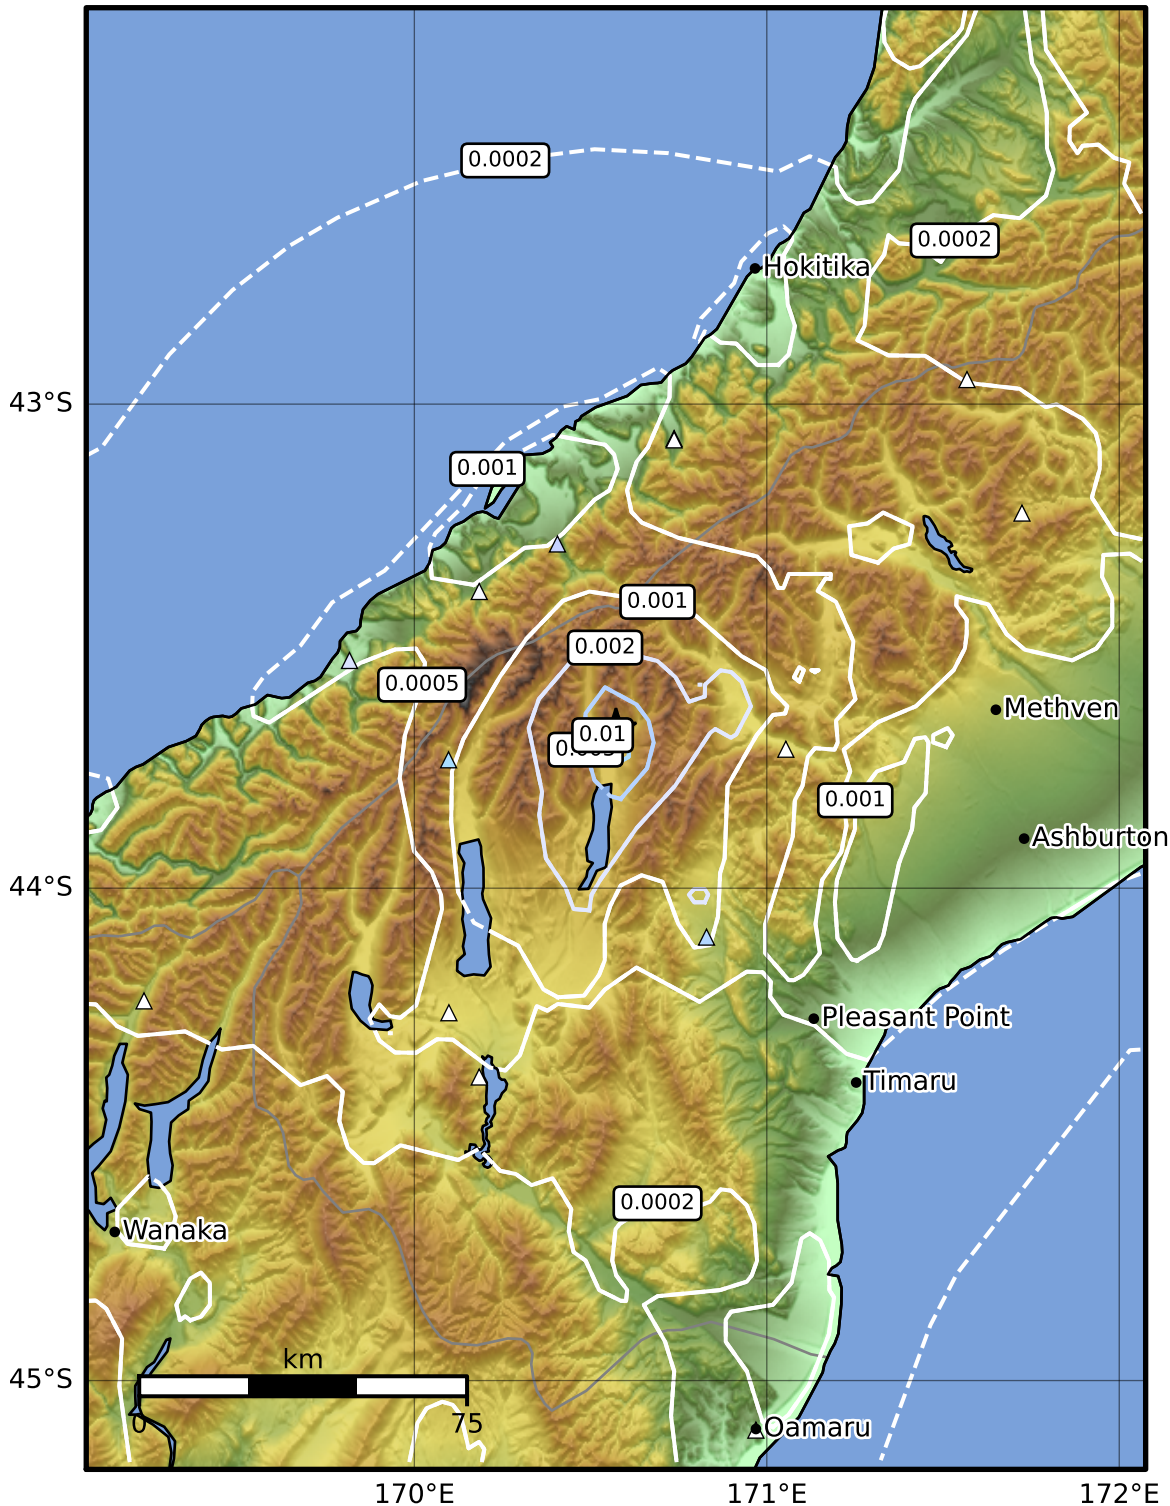 0.0002
0.0002
Hokitika
43°S
0.001
0.001
0.002
0.0005
Methven
0.01
0.001
Ashburton
44°S
Pleasant Point
Timaru
0.0002
Wanaka
km
45°S
0 75
Oamaru
170°E 171°E 172°E